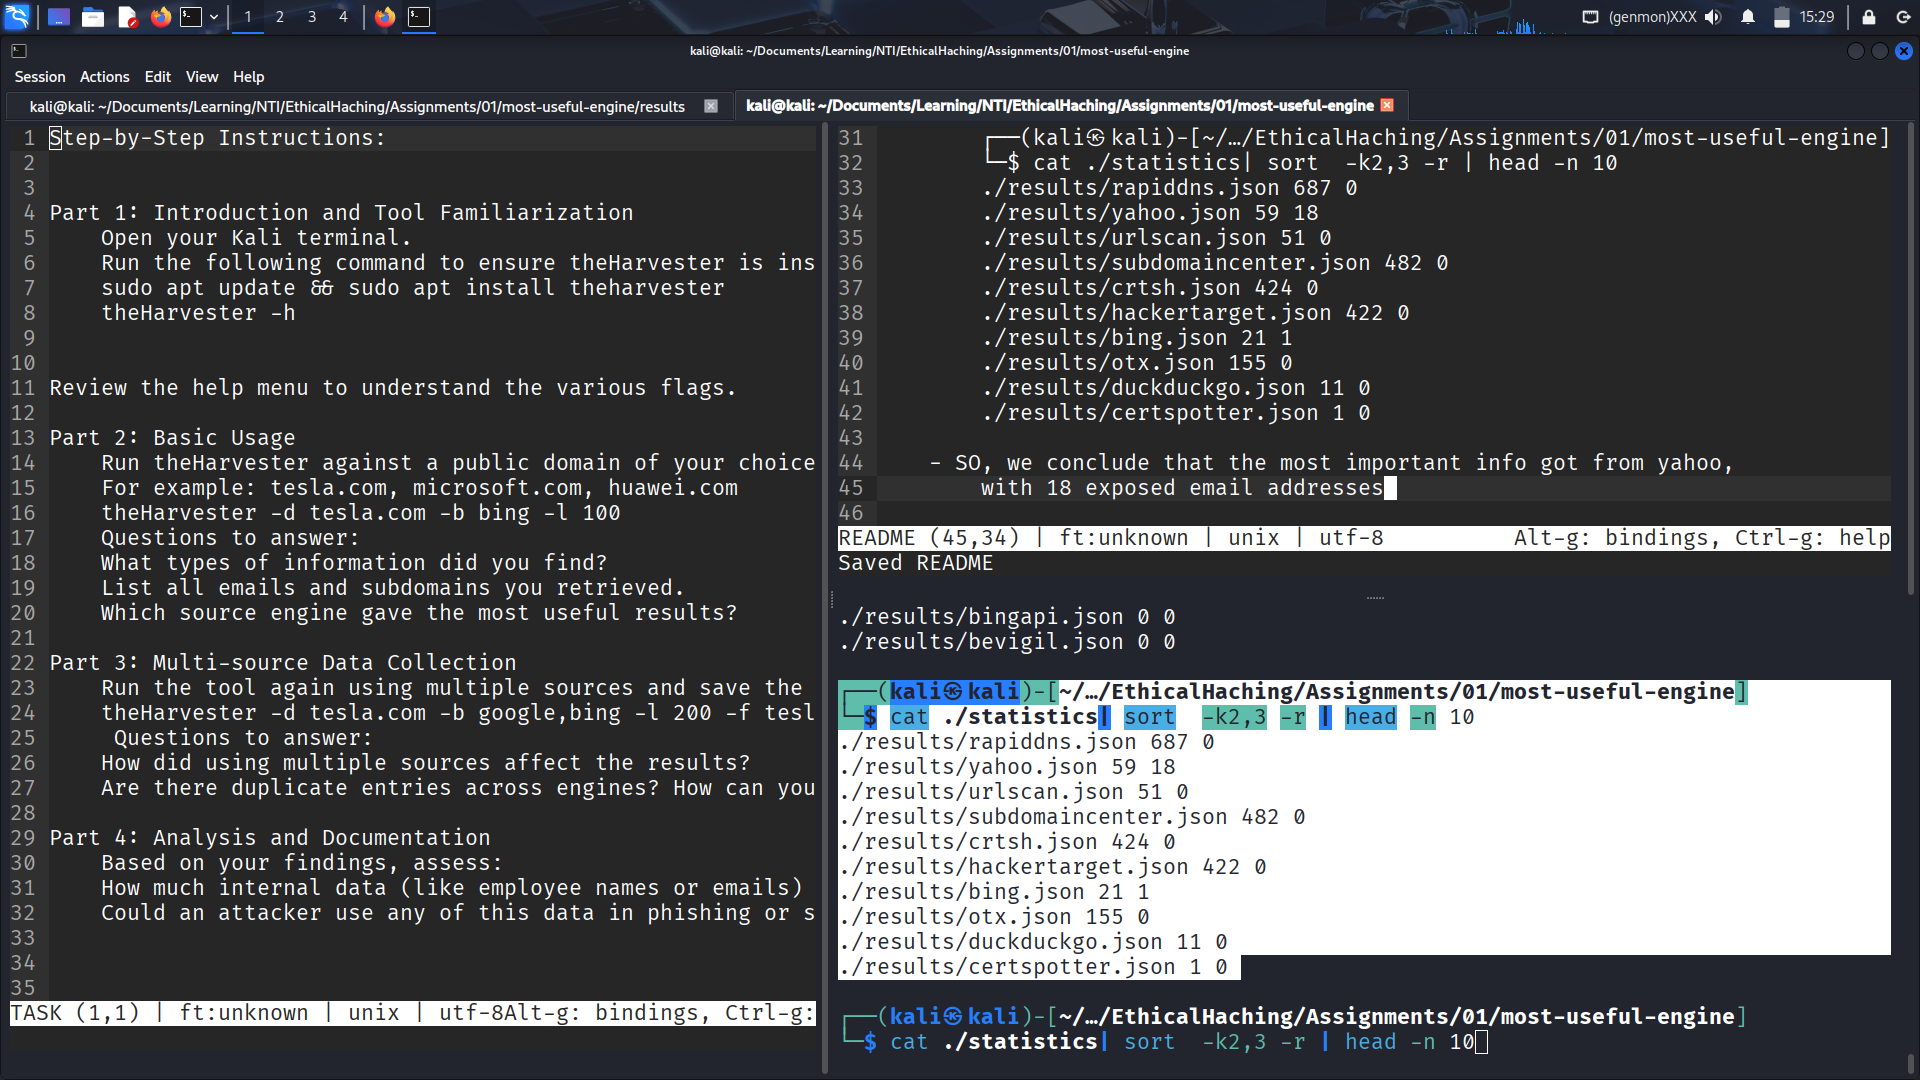 1 2 3 4 (genmon)XXX 15:29
kali@kali: ~/Documents/Learning/NTI/EthicalHaching/Assignments/01/most-useful-engine
Session Actions Edit View Help
kali@kali: ~/Documents/Learning/NTI/EthicalHaching/Assignments/01/most-useful-engine/results
kali@kali: ~/Documents/Learning/NTI/EthicalHaching/Assignments/01/most-useful-engine
1 Step-by-Step Instructions:
2
3
4 Part 1: Introduction and Tool Familiarization
5 Open your Kali terminal.
6 Run the following command to ensure theHarvester is ins
7 sudo apt update && sudo apt install theharvester
8 theHarvester -h
9
10
11 Review the help menu to understand the various flags.
12
13 Part 2: Basic Usage
14 Run theHarvester against a public domain of your choice
15 For example: tesla.com, microsoft.com, huawei.com
16 theHarvester -d tesla.com -b bing -l 100
17 Questions to answer:
18 What types of information did you find?
19 List all emails and subdomains you retrieved.
20 Which source engine gave the most useful results?
21
22 Part 3: Multi-source Data Collection
23 Run the tool again using multiple sources and save the
24 theHarvester -d tesla.com -b google,bing -l 200 -f tesl
25 Questions to answer:
26 How did using multiple sources affect the results?
27 Are there duplicate entries across engines? How can you
28
29 Part 4: Analysis and Documentation
30 Based on your findings, assess:
31 How much internal data (like employee names or emails)
32 Could an attacker use any of this data in phishing or s
33
34
35
TASK (1,1) | ft:unknown | unix | utf-8Alt-g: bindings, Ctrl-g:
31 ┌──(kali㉿kali)-[~/…/EthicalHaching/Assignments/01/most-useful-engine]
32 └─$ cat ./statistics| sort  -k2,3 -r | head -n 10
33 ./results/rapiddns.json 687 0
34 ./results/yahoo.json 59 18
35 ./results/urlscan.json 51 0
36 ./results/subdomaincenter.json 482 0
37 ./results/crtsh.json 424 0
38 ./results/hackertarget.json 422 0
39 ./results/bing.json 21 1
40 ./results/otx.json 155 0
41 ./results/duckduckgo.json 11 0
42 ./results/certspotter.json 1 0
43
44 - SO, we conclude that the most important info got from yahoo,
45 with 18 exposed email addresses
46
README (45,34) | ft:unknown | unix | utf-8 Alt-g: bindings, Ctrl-g: help
Saved README
./results/bingapi.json 0 0
./results/bevigil.json 0 0
┌──(kali㉿kali)-[~/…/EthicalHaching/Assignments/01/most-useful-engine]
└─$ cat ./statistics| sort  -k2,3 -r | head -n 10
./results/rapiddns.json 687 0
./results/yahoo.json 59 18
./results/urlscan.json 51 0
./results/subdomaincenter.json 482 0
./results/crtsh.json 424 0
./results/hackertarget.json 422 0
./results/bing.json 21 1
./results/otx.json 155 0
./results/duckduckgo.json 11 0
./results/certspotter.json 1 0
┌──(kali㉿kali)-[~/…/EthicalHaching/Assignments/01/most-useful-engine]
└─$ cat ./statistics| sort  -k2,3 -r | head -n 10